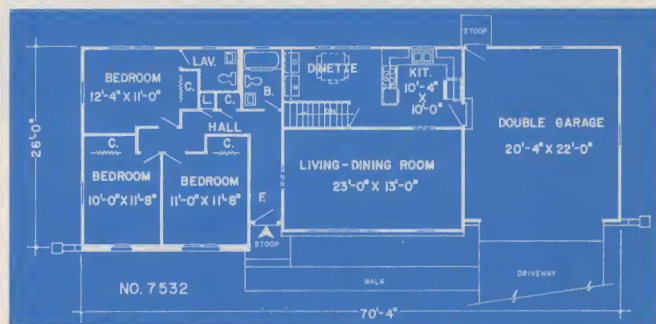 STOOP
LAV.
DINETTE
KIT.
10'-4"
X
10'-0"
BEDROOM
12'-4" X 11'-0"
C.
B.
L.
C.
HALL
DN.
DOUBLE GARAGE
20'-4" X 22'-0"
26'-0"
C.
C.
BEDROOM
10'-0" X 11'-8"
BEDROOM
11'-0" X 11'-8"
LIVING-DINING ROOM
23'-0" X 13'-0"
F.
STOOP
WALK
DRIVEWAY
NO. 7532
70'-4"